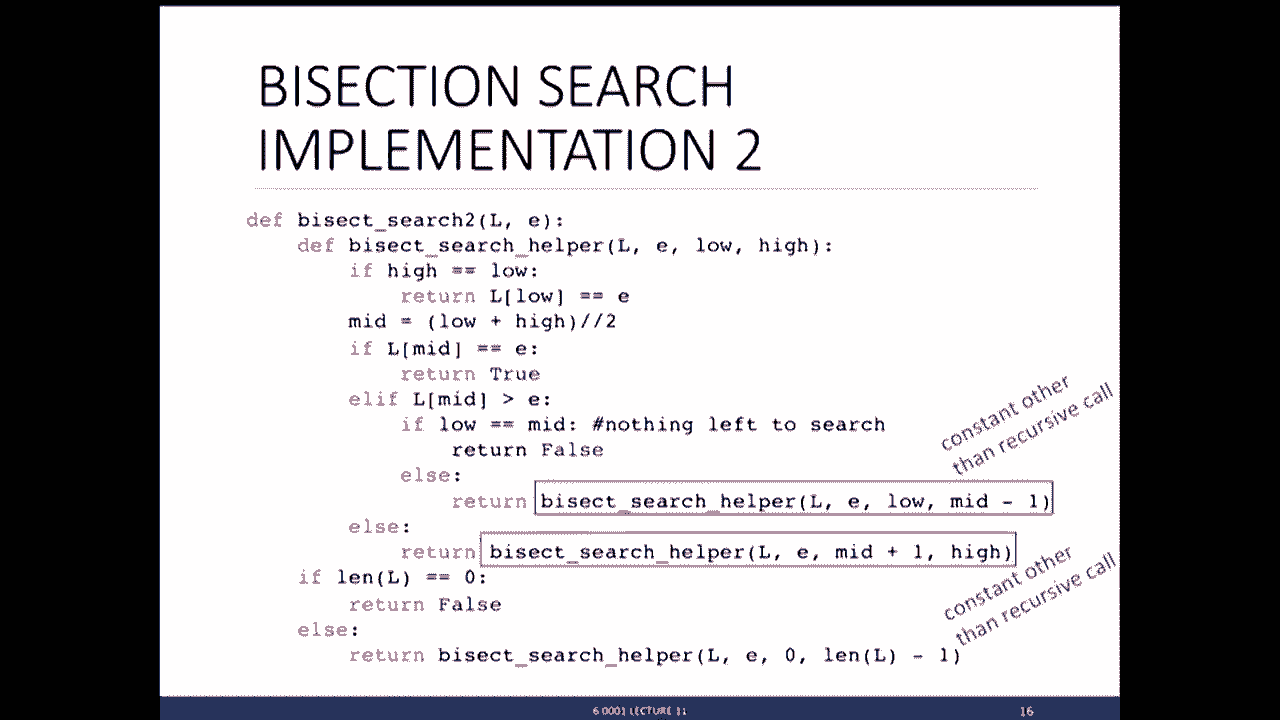 BISECTION SEARCH
IMPLEMENTATION 2
def bisect_search2(L, e):
    def bisect_search_helper(L, e, low, high):
        if high == low:
            return L[low] == e
        mid = (low + high)//2
        if L[mid] == e:
            return True
        elif L[mid] > e:
            if low == mid: #nothing left to search
                return False
            else:
                return bisect_search_helper(L, e, low, mid - 1)
        else:
            return bisect_search_helper(L, e, mid + 1, high)
    if len(L) == 0:
        return False
    else:
        return bisect_search_helper(L, e, 0, len(L) - 1)
constant other
than recursive call
constant other
than recursive call
6.0001 LECTURE 11
16